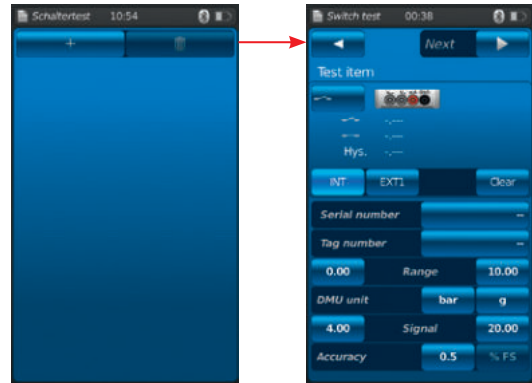 Schaltertest 10:54
+
Switch test 00:38
Next
Test item
-,---
-,---
Hys. -,---
INT EXT1 Clear
Serial number --
Tag number --
0.00 Range 10.00
DMU unit bar g
4.00 Signal 20.00
Accuracy 0.5 % FS